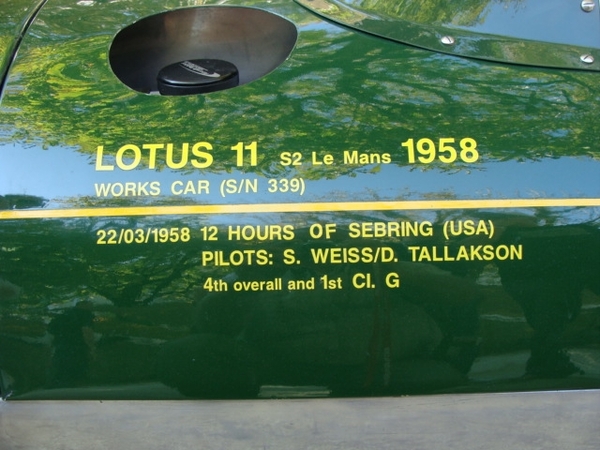 LOTUS 11 S2 Le Mans 1958
WORKS CAR (S/N 339)
22/03/1958 12 HOURS OF SEBRING (USA)
PILOTS: S. WEISS/D. TALLAKSON
4th overall and 1st Cl. G